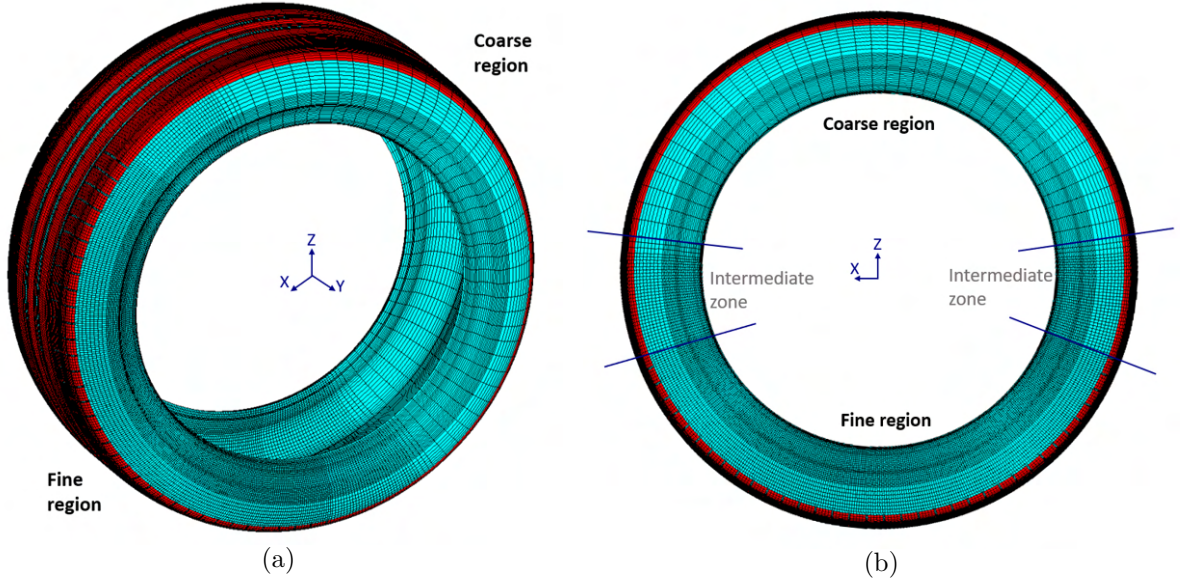 Coarse
region
Z
X
Y
Fine
region
(a)
Coarse region
Z
X
Intermediate
zone
Intermediate
zone
Fine region
(b)